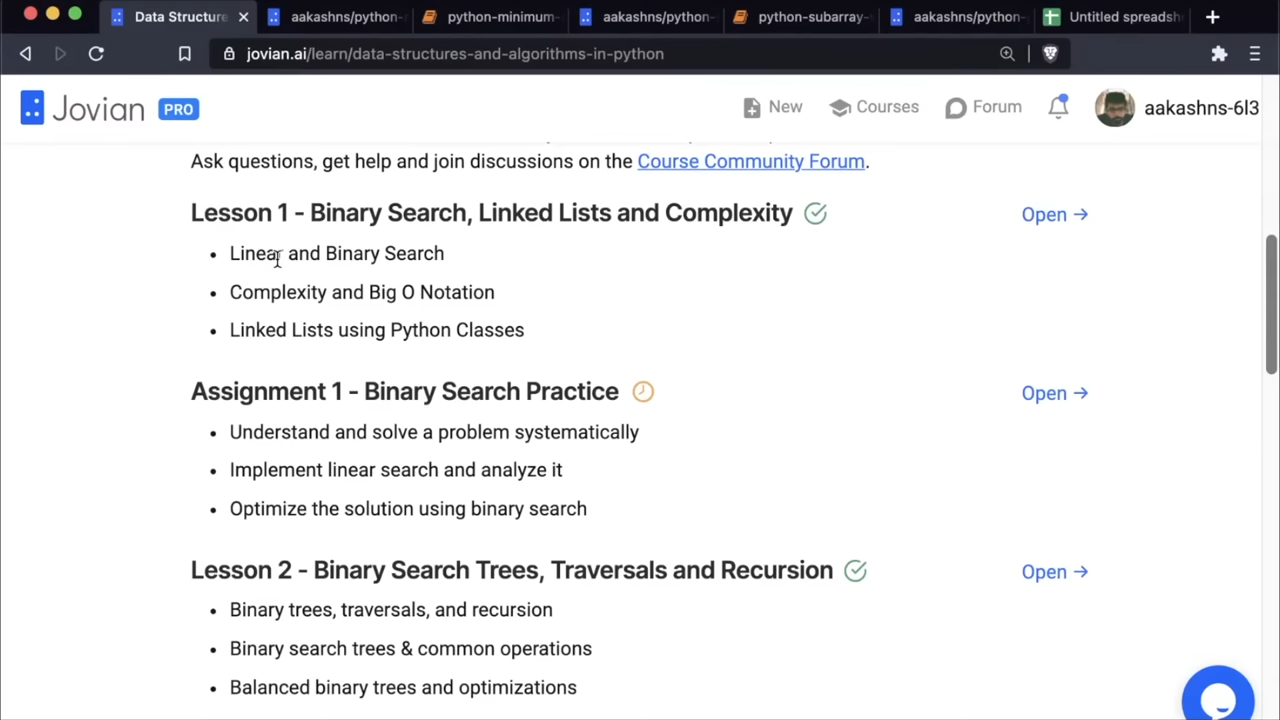 Data Structure
aakashns/python-
python-minimum-
aakashns/python-
python-subarray-
aakashns/python-
Untitled spreadsh
jovian.ai/learn/data-structures-and-algorithms-in-python
Jovian PRO
New
Courses
Forum
aakashns-6l3
Ask questions, get help and join discussions on the Course Community Forum.
Lesson 1 - Binary Search, Linked Lists and Complexity
Open →
• Linear and Binary Search
• Complexity and Big O Notation
• Linked Lists using Python Classes
Assignment 1 - Binary Search Practice
Open →
• Understand and solve a problem systematically
• Implement linear search and analyze it
• Optimize the solution using binary search
Lesson 2 - Binary Search Trees, Traversals and Recursion
Open →
• Binary trees, traversals, and recursion
• Binary search trees & common operations
• Balanced binary trees and optimizations